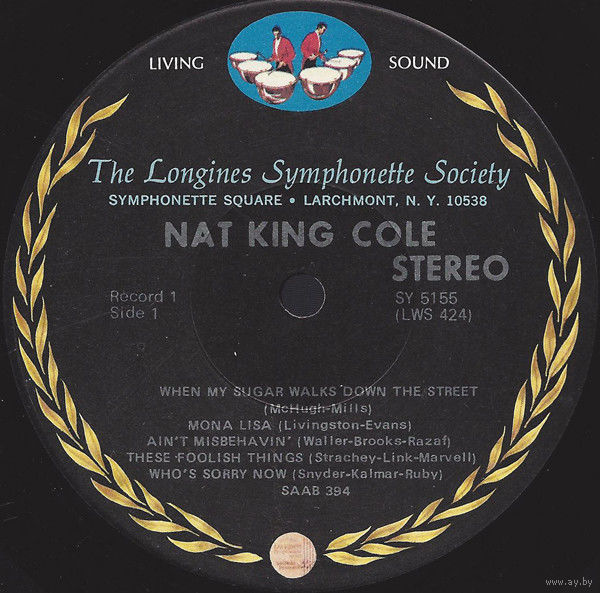 LIVING SOUND
The Longines Symphonette Society
SYMPHONETTE SQUARE • LARCHMONT, N. Y. 10538
NAT KING COLE
STEREO
Record 1 SY 5155
Side 1 (LWS 424)
WHEN MY SUGAR WALKS DOWN THE STREET
(McHugh-Mills)
MONA LISA (Livingston-Evans)
AIN'T MISBEHAVIN' (Waller-Brooks-Razaf)
THESE FOOLISH THINGS (Strachey-Link-Marvell)
WHO'S SORRY NOW (Snyder-Kalmar-Ruby)
SAAB 394
www.ay.by